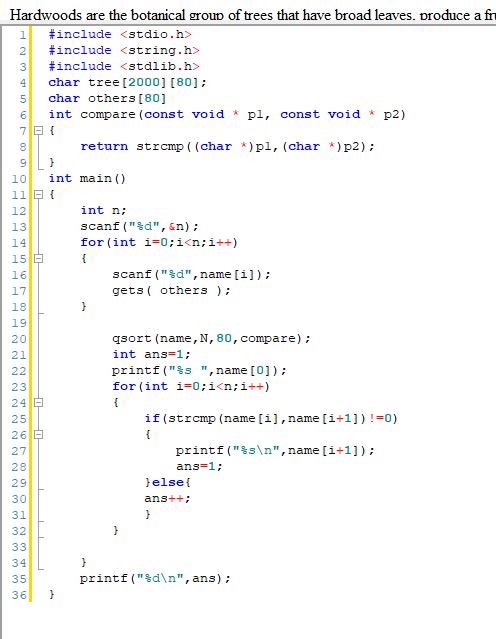 Hardwoods are the botanical group of trees that have broad leaves, produce a fr
1 #include <stdio.h>
2 #include <string.h>
3 #include <stdlib.h>
4 char tree[2000][80];
5 char others[80]
6 int compare(const void * p1, const void * p2)
7 {
8 return strcmp((char *)p1,(char *)p2);
9 }
10 int main()
11 {
12 int n;
13 scanf("%d",&n);
14 for(int i=0;i<n;i++)
15 {
16 scanf("%d",name[i]);
17 gets( others );
18 }
19
20 qsort(name,N,80,compare);
21 int ans=1;
22 printf("%s ",name[0]);
23 for(int i=0;i<n;i++)
24 {
25 if(strcmp(name[i],name[i+1])!=0)
26 {
27 printf("%s\n",name[i+1]);
28 ans=1;
29 }else{
30 ans++;
31 }
32 }
33
34 }
35 printf("%d\n",ans);
36 }